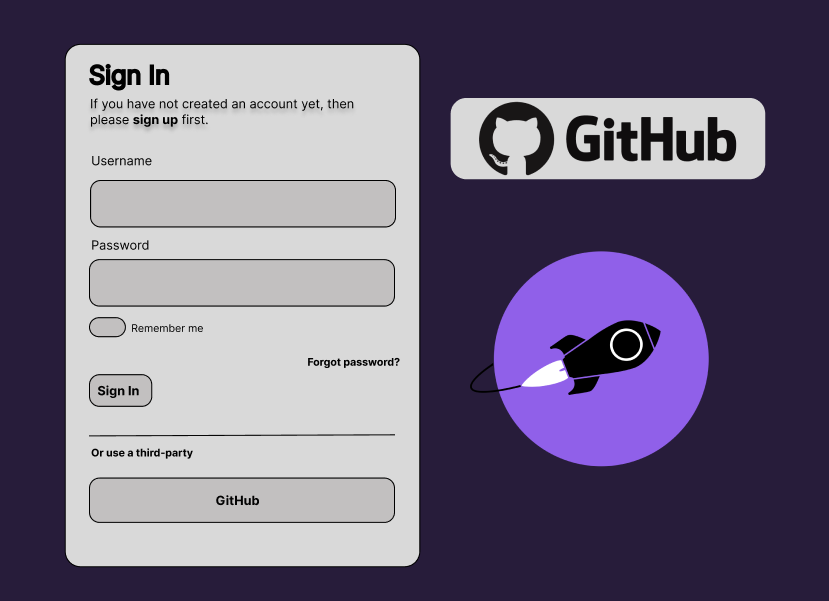 Sign In
If you have not created an account yet, then
please sign up first.
Username
Password
Remember me
Forgot password?
Sign In
Or use a third-party
GitHub
GitHub